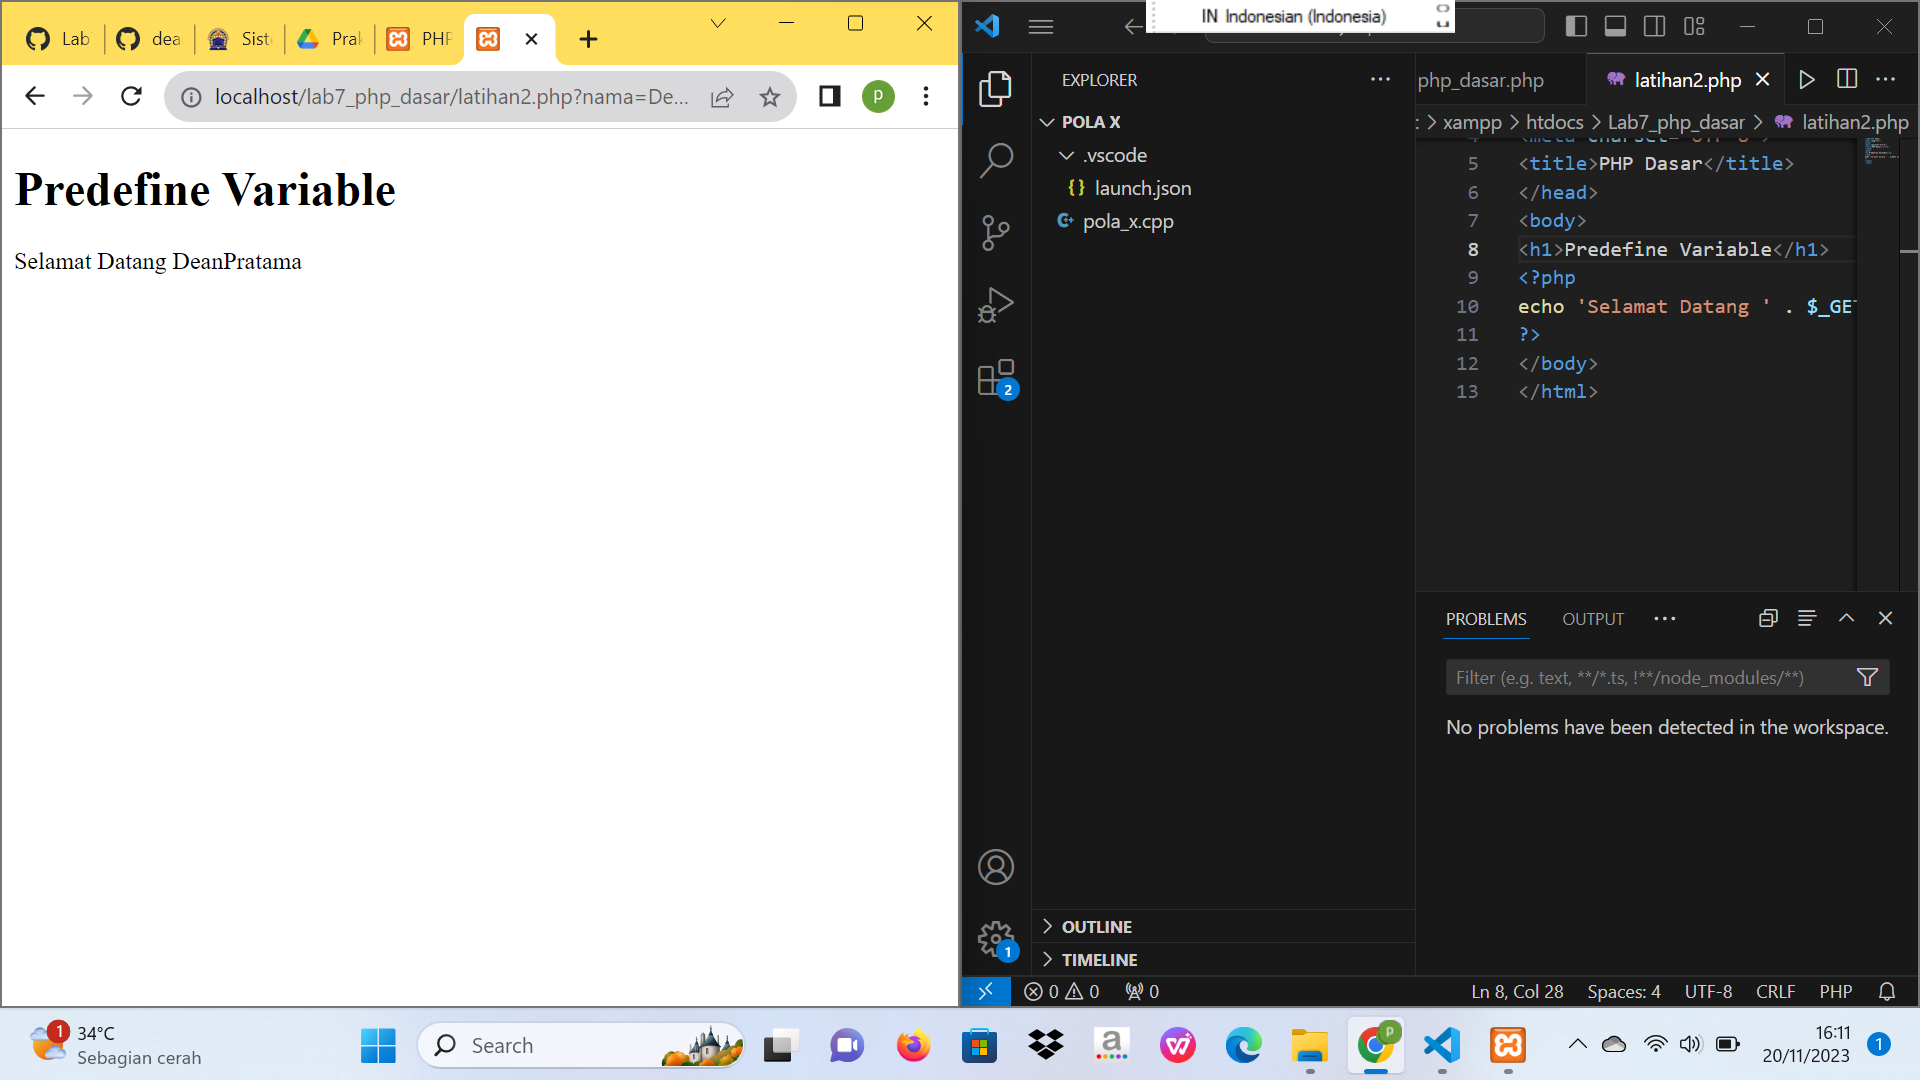 Lab
dea
Sist
Prak
PHP
localhost/lab7_php_dasar/latihan2.php?nama=De...
p
Predefine Variable
Selamat Datang DeanPratama
IN Indonesian (Indonesia)
EXPLORER
POLA X
.vscode
launch.json
pola_x.cpp
2
1
OUTLINE
TIMELINE
php_dasar.php
latihan2.php
xampp > htdocs > Lab7_php_dasar > latihan2.php
5 <title>PHP Dasar</title>
6 </head>
7 <body>
8 <h1>Predefine Variable</h1>
9 <?php
10 echo 'Selamat Datang ' . $_GET
11 ?>
12 </body>
13 </html>
PROBLEMS OUTPUT
Filter (e.g. text, **/*.ts, !**/node_modules/**)
No problems have been detected in the workspace.
0 0 0
Ln 8, Col 28 Spaces: 4 UTF-8 CRLF PHP
1
34°C
Sebagian cerah
Search
16:11
20/11/2023
1